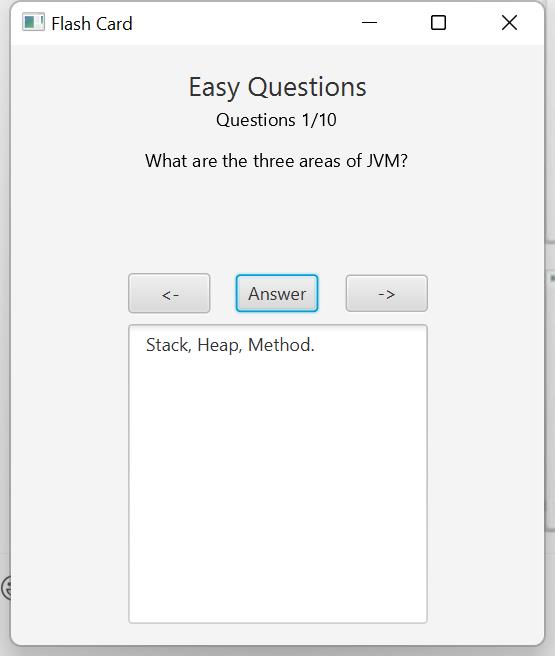 Flash Card
Easy Questions
Questions 1/10
What are the three areas of JVM?
<- Answer ->
Stack, Heap, Method.